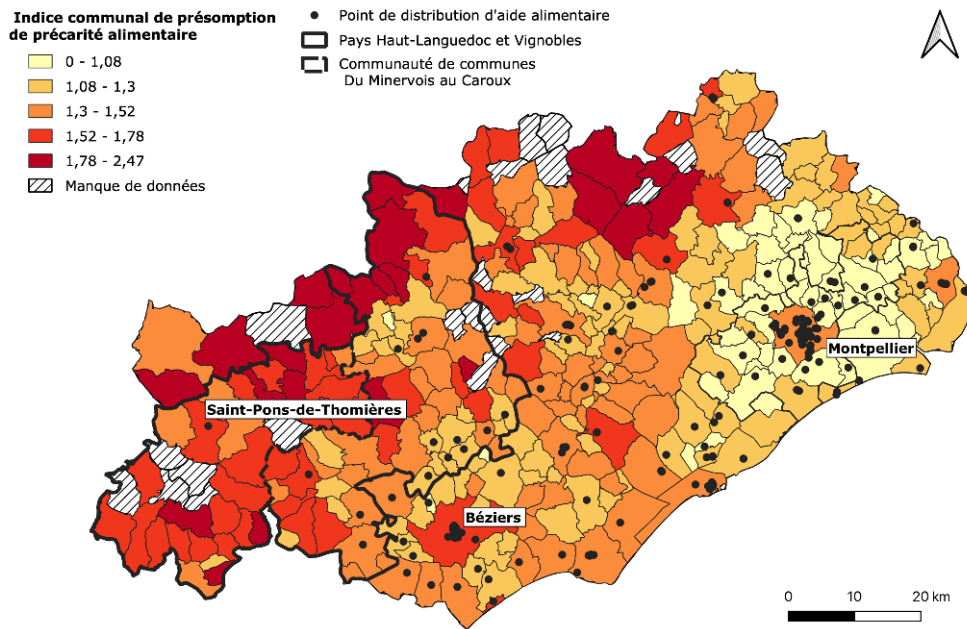 Indice communal de présomption
de précarité alimentaire
0 - 1,08
1,08 - 1,3
1,3 - 1,52
1,52 - 1,78
1,78 - 2,47
Manque de données
Point de distribution d'aide alimentaire
Pays Haut-Languedoc et Vignobles
Communauté de communes
Du Minervois au Caroux
Montpellier
Saint-Pons-de-Thomières
Béziers
0 10 20 km